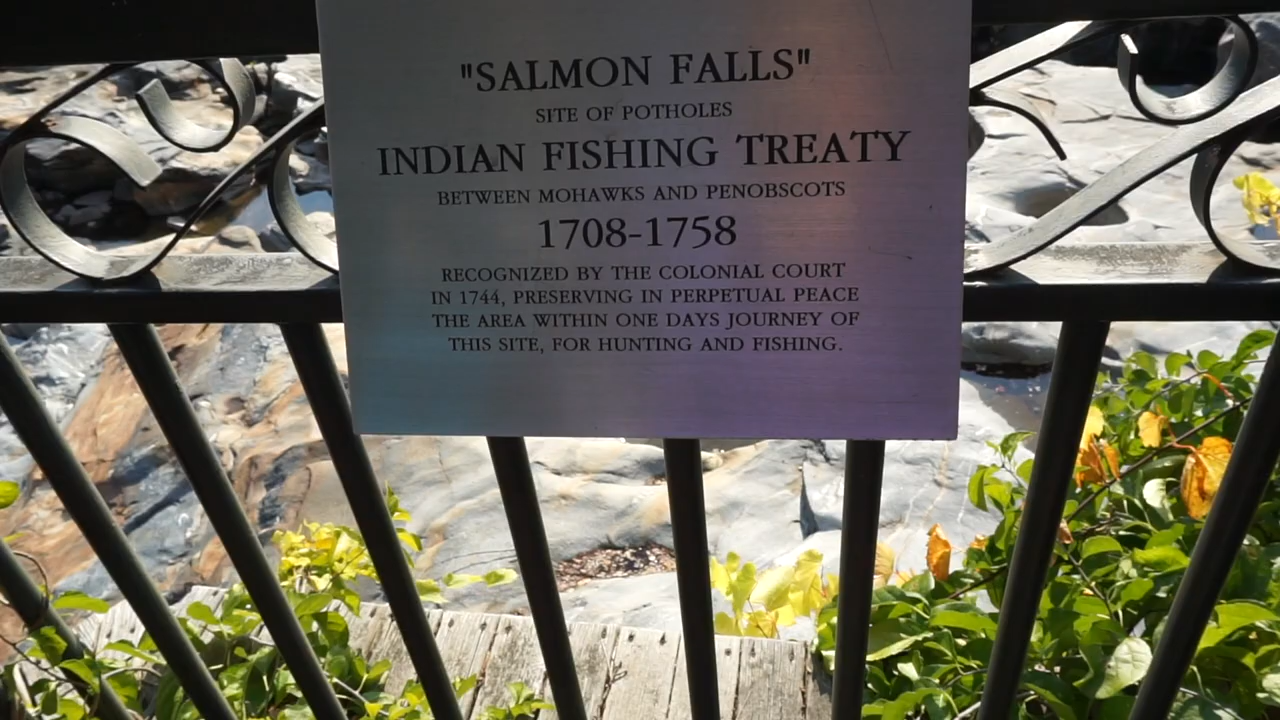 "SALMON FALLS"
SITE OF POTHOLES
INDIAN FISHING TREATY
BETWEEN MOHAWKS AND PENOBSCOTS
1708-1758
RECOGNIZED BY THE COLONIAL COURT
IN 1744, PRESERVING IN PERPETUAL PEACE
THE AREA WITHIN ONE DAYS JOURNEY OF
THIS SITE, FOR HUNTING AND FISHING.